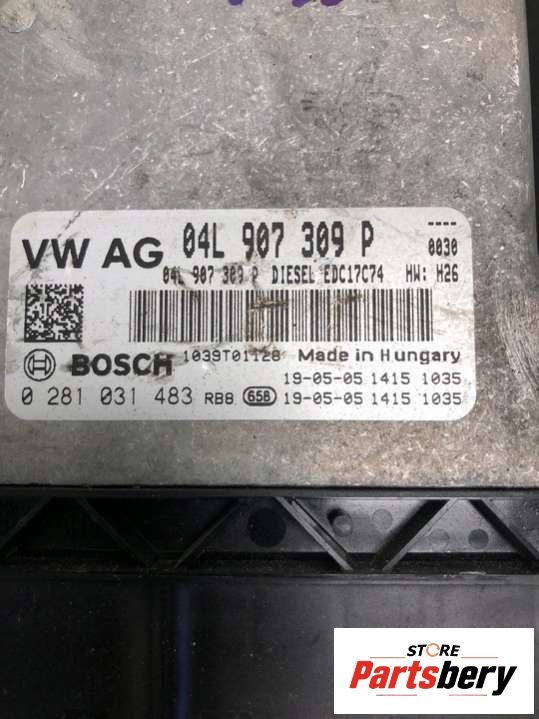 VW AG 04L 907 309 P ----
0030
04L 907 309 P DIESEL EDC17C74 HW: H26
BOSCH 1039T01128 Made in Hungary
19-05-05 1415 1035
0 281 031 483 RB8 658 19-05-05 1415 1035
STORE
Partsbery